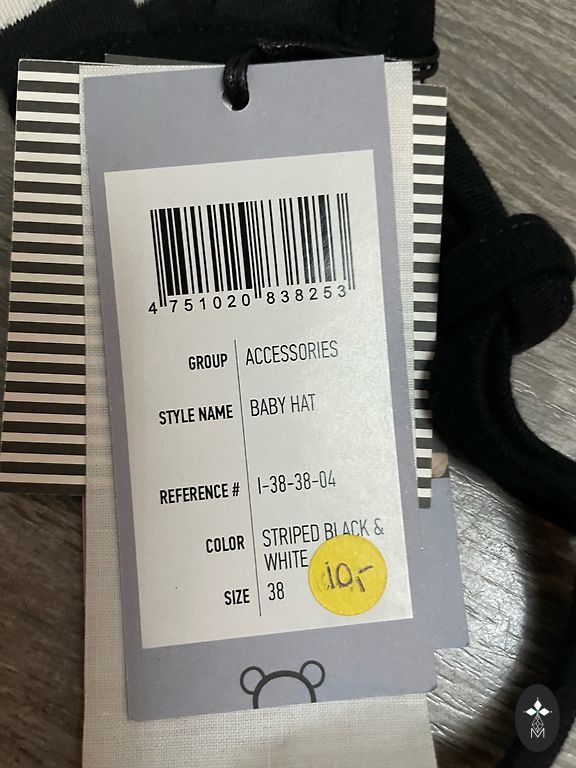 4 751020 838253
GROUP ACCESSORIES
STYLE NAME BABY HAT
REFERENCE # I-38-38-04
COLOR STRIPED BLACK &
WHITE
SIZE 38
10,-
M